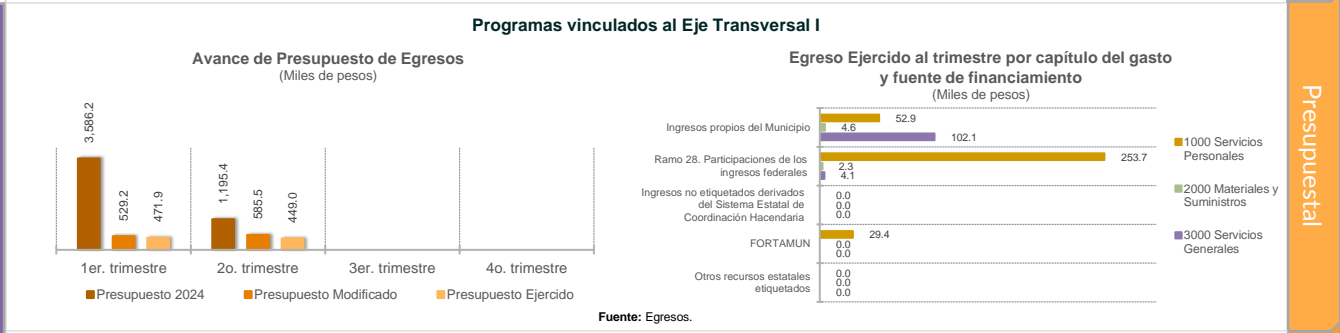 Programas vinculados al Eje Transversal I
Avance de Presupuesto de Egresos
(Miles de pesos)
3,586.2
529.2
471.9
1,195.4
585.5
449.0
1er. trimestre
2o. trimestre
3er. trimestre
4o. trimestre
Presupuesto 2024
Presupuesto Modificado
Presupuesto Ejercido
Egreso Ejercido al trimestre por capítulo del gasto
y fuente de financiamiento
(Miles de pesos)
Ingresos propios del Municipio
52.9
4.6
102.1
Ramo 28. Participaciones de los
ingresos federales
253.7
2.3
4.1
Ingresos no etiquetados derivados
del Sistema Estatal de
Coordinación Hacendaria
0.0
0.0
0.0
FORTAMUN
29.4
0.0
0.0
Otros recursos estatales
etiquetados
0.0
0.0
0.0
1000 Servicios
Personales
2000 Materiales y
Suministros
3000 Servicios
Generales
Fuente: Egresos.
Presupuestal